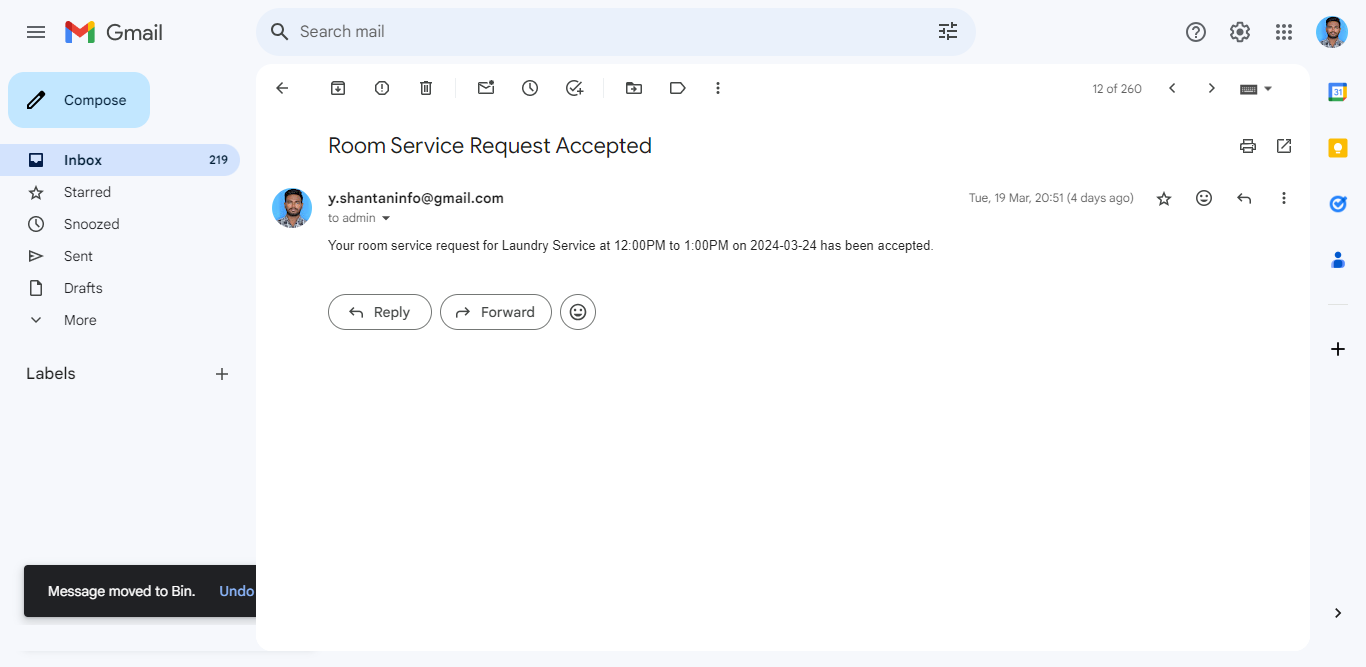 Gmail
Search mail
Compose
Inbox 219
Starred
Snoozed
Sent
Drafts
More
Labels
12 of 260
Room Service Request Accepted
y.shantaninfo@gmail.com
Tue, 19 Mar, 20:51 (4 days ago)
to admin
Your room service request for Laundry Service at 12:00PM to 1:00PM on 2024-03-24 has been accepted.
Reply
Forward
Message moved to Bin. Undo
31